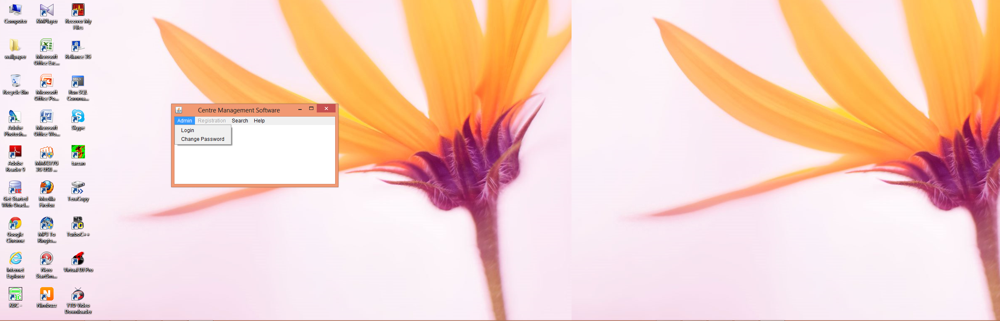 Computer
KMPlayer
Recover My
Files
wallpaper
Microsoft
Office Exc...
Reliance 3G
Recycle Bin
Microsoft
Office Po...
SQL>
Run SQL
Comma...
Adobe
Photosh...
Microsoft
Office Wo...
Skype
Adobe
Reader 9
MMX377G
3G USB ...
tarzan
Get Started
With Oracl...
Mozilla
Firefox
TeraCopy
Google
Chrome
MP3 To
Ringto...
MS
TurboC++
Internet
Explorer
Nero
StartSm...
Virtual DJ Pro
KBC -
Nimbuzz
YTD Video
Downloader
Centre Management Software
Admin Registration Search Help
Login
Change Password